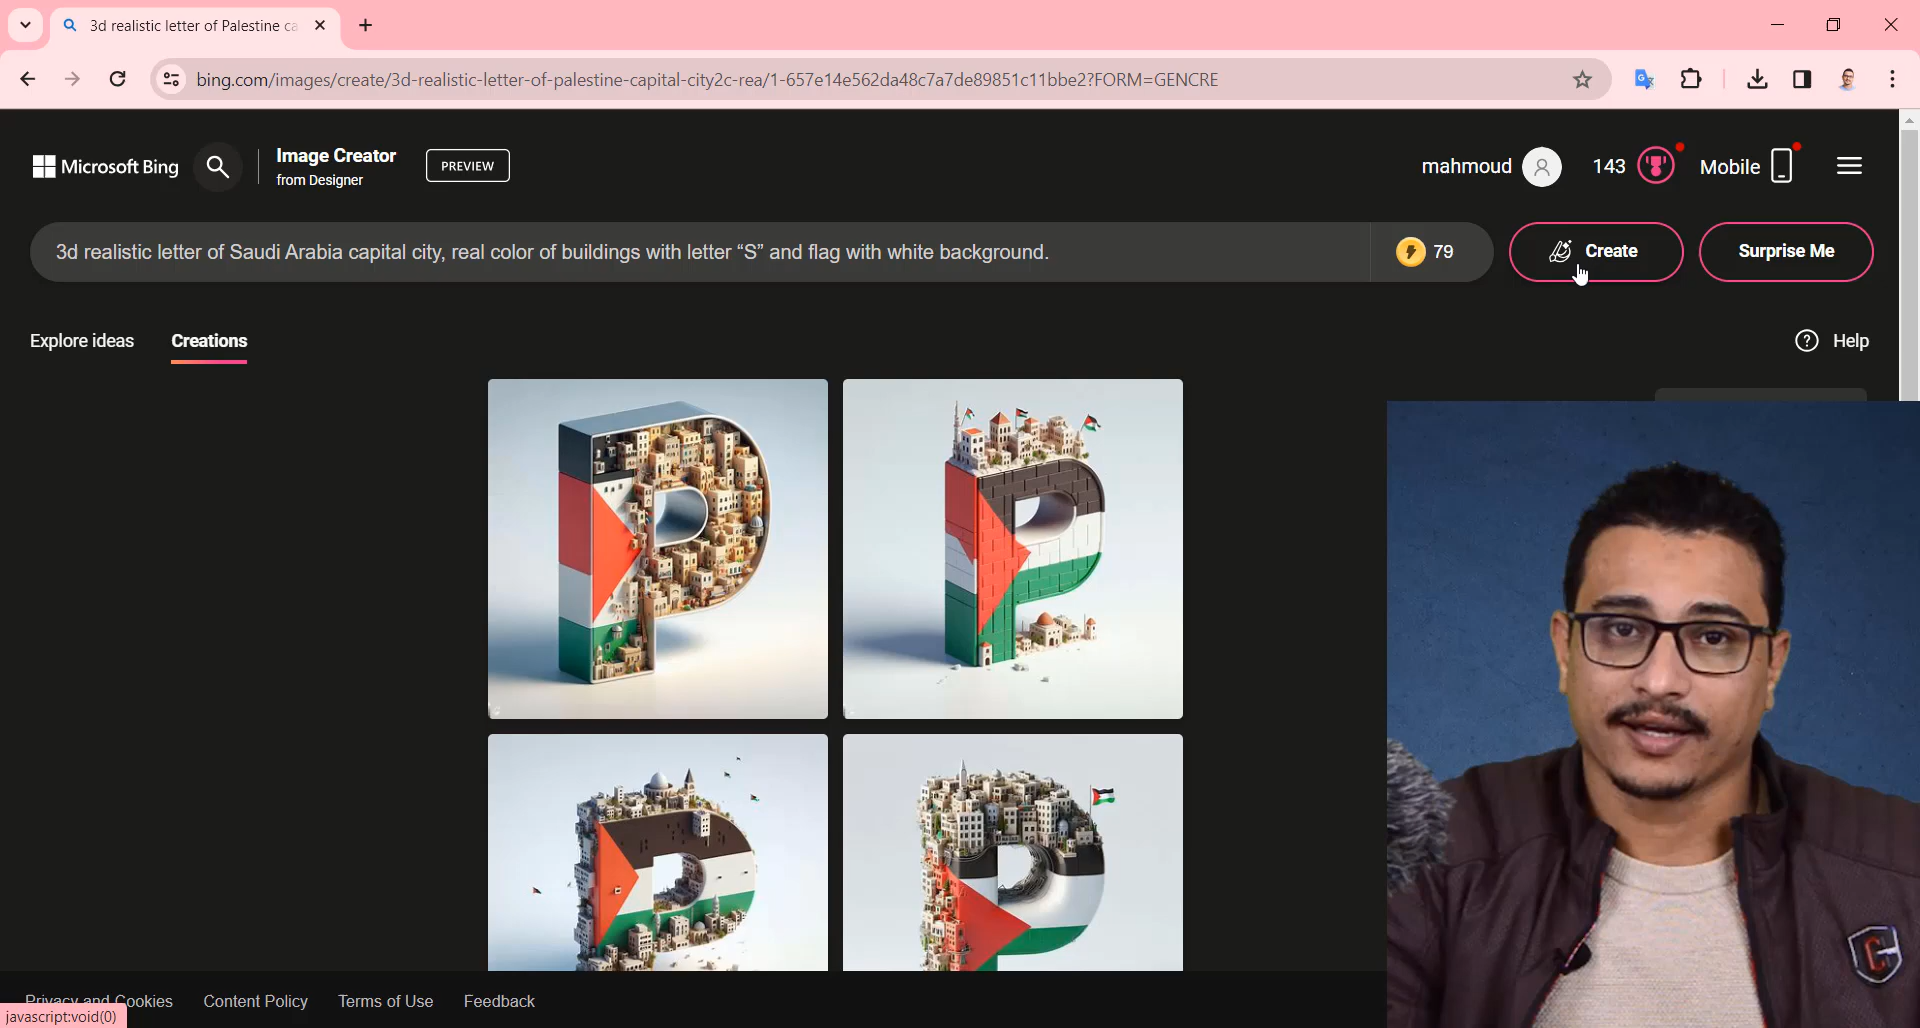 3d realistic letter of Palestine ca
bing.com/images/create/3d-realistic-letter-of-palestine-capital-city2c-rea/1-657e14e562da48c7a7de89851c11bbe2?FORM=GENCRE
Microsoft Bing
Image Creator
from Designer
PREVIEW
mahmoud
143
Mobile
3d realistic letter of Saudi Arabia capital city, real color of buildings with letter “S” and flag with white background.
79
Create
Surprise Me
Explore ideas
Creations
Help
Privacy and Cookies
Content Policy
Terms of Use
Feedback
javascript:void(0)